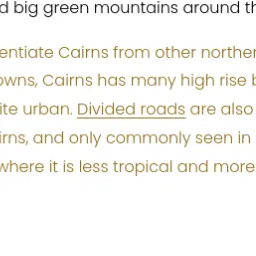 d big green mountains around th
entiate Cairns from other norther
owns, Cairns has many high rise b
ite urban. Divided roads are also
irns, and only commonly seen in
where it is less tropical and more